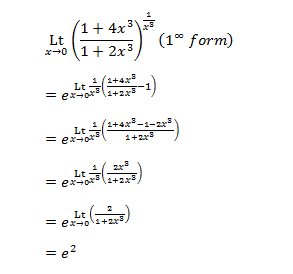 Lt x→0 ((1 + 4x³)/(1 + 2x³))^(1/x³) (1^∞ form)
= e^(Lt x→0 1/x³ ((1+4x³)/(1+2x³) −1))
= e^(Lt x→0 1/x³ ((1+4x³−1−2x³)/(1+2x³)))
= e^(Lt x→0 1/x³ (2x³/(1+2x³)))
= e^(Lt x→0 (2/(1+2x³)))
= e²